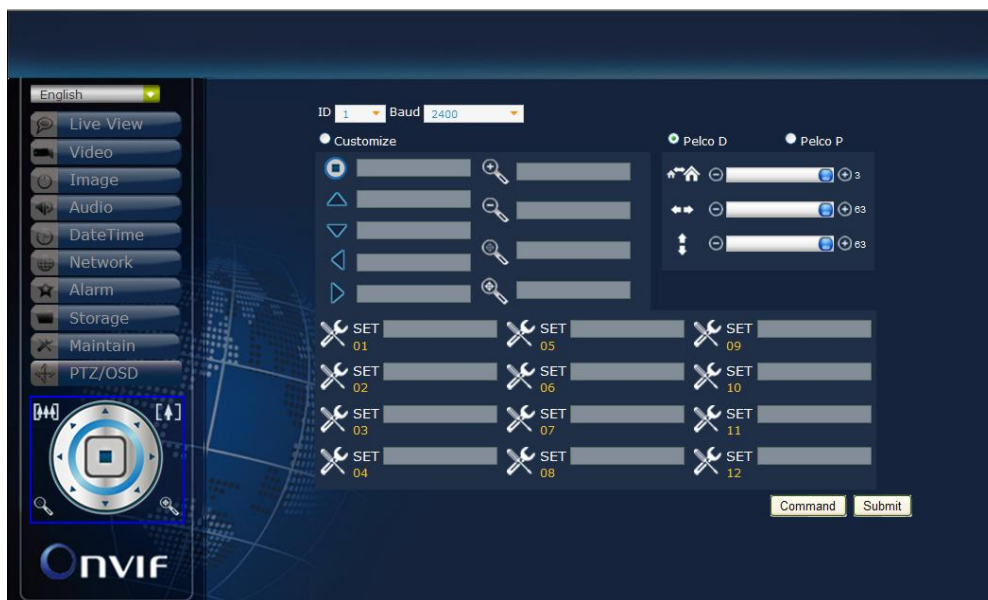 English
Live View
Video
Image
Audio
DateTime
Network
Alarm
Storage
Maintain
PTZ/OSD
Onvif
ID 1 Baud 2400
Customize
Pelco D Pelco P
3
63
63
SET 01
SET 05
SET 09
SET 02
SET 06
SET 10
SET 03
SET 07
SET 11
SET 04
SET 08
SET 12
Command Submit